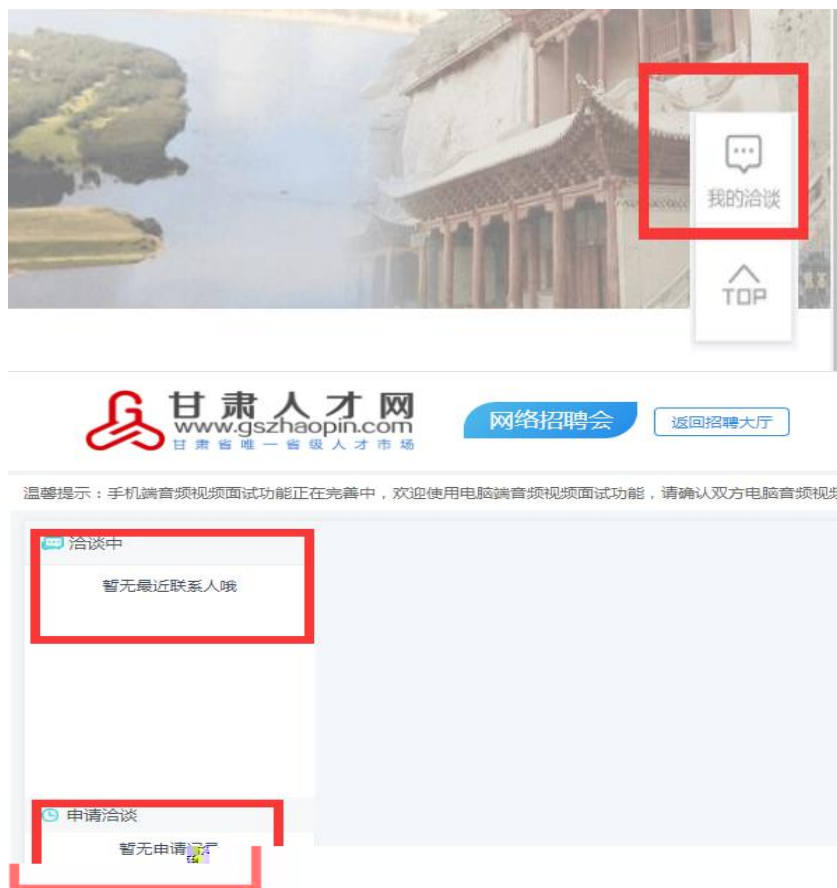 我的洽谈
TOP
甘肃人才网
www.gszhaopin.com
甘肃省唯一省级人才市场
网络招聘会
返回招聘大厅
温馨提示：手机端音频视频面试功能正在完善中，欢迎使用电脑端音频视频面试功能，请确认双方电脑音频视频
洽谈中
暂无最近联系人哦
申请洽谈
暂无申请